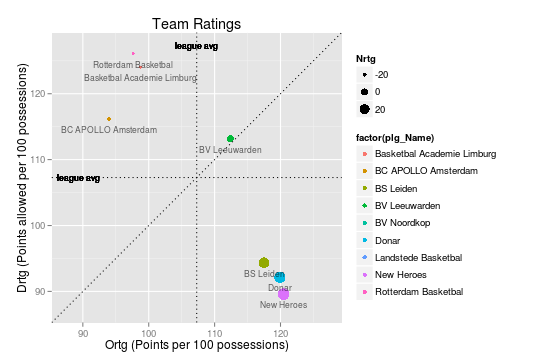 Team Ratings
league avg
Rotterdam Basketbal
Basketbal Academie Limburg
BC APOLLO Amsterdam
BV Leeuwarden
league avg
BS Leiden
Donar
New Heroes
120
110
100
90
90
100
110
120
Drtg (Points allowed per 100 possessions)
Ortg (Points per 100 possessions)
Nrtg
-20
0
20
factor(plg_Name)
Basketbal Academie Limburg
BC APOLLO Amsterdam
BS Leiden
BV Leeuwarden
BV Noordkop
Donar
Landstede Basketbal
New Heroes
Rotterdam Basketbal